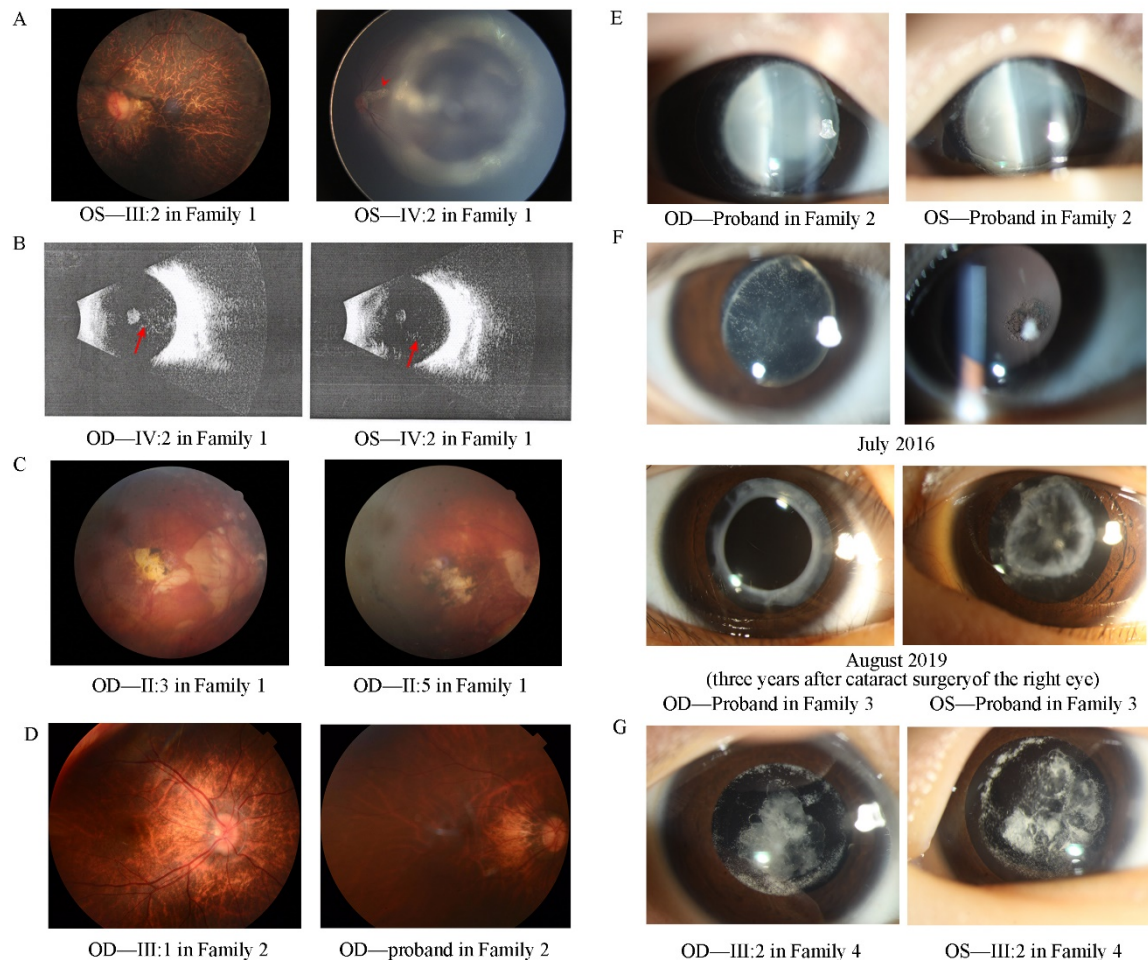 A
OS—III:2 in Family 1
OS—IV:2 in Family 1
B
OD—IV:2 in Family 1
OS—IV:2 in Family 1
C
OD—II:3 in Family 1
OD—II:5 in Family 1
D
OD—III:1 in Family 2
OD—proband in Family 2
E
OD—Proband in Family 2
OS—Proband in Family 2
F
July 2016
August 2019
(three years after cataract surgeryof the right eye)
OD—Proband in Family 3
OS—Proband in Family 3
G
OD—III:2 in Family 4
OS—III:2 in Family 4